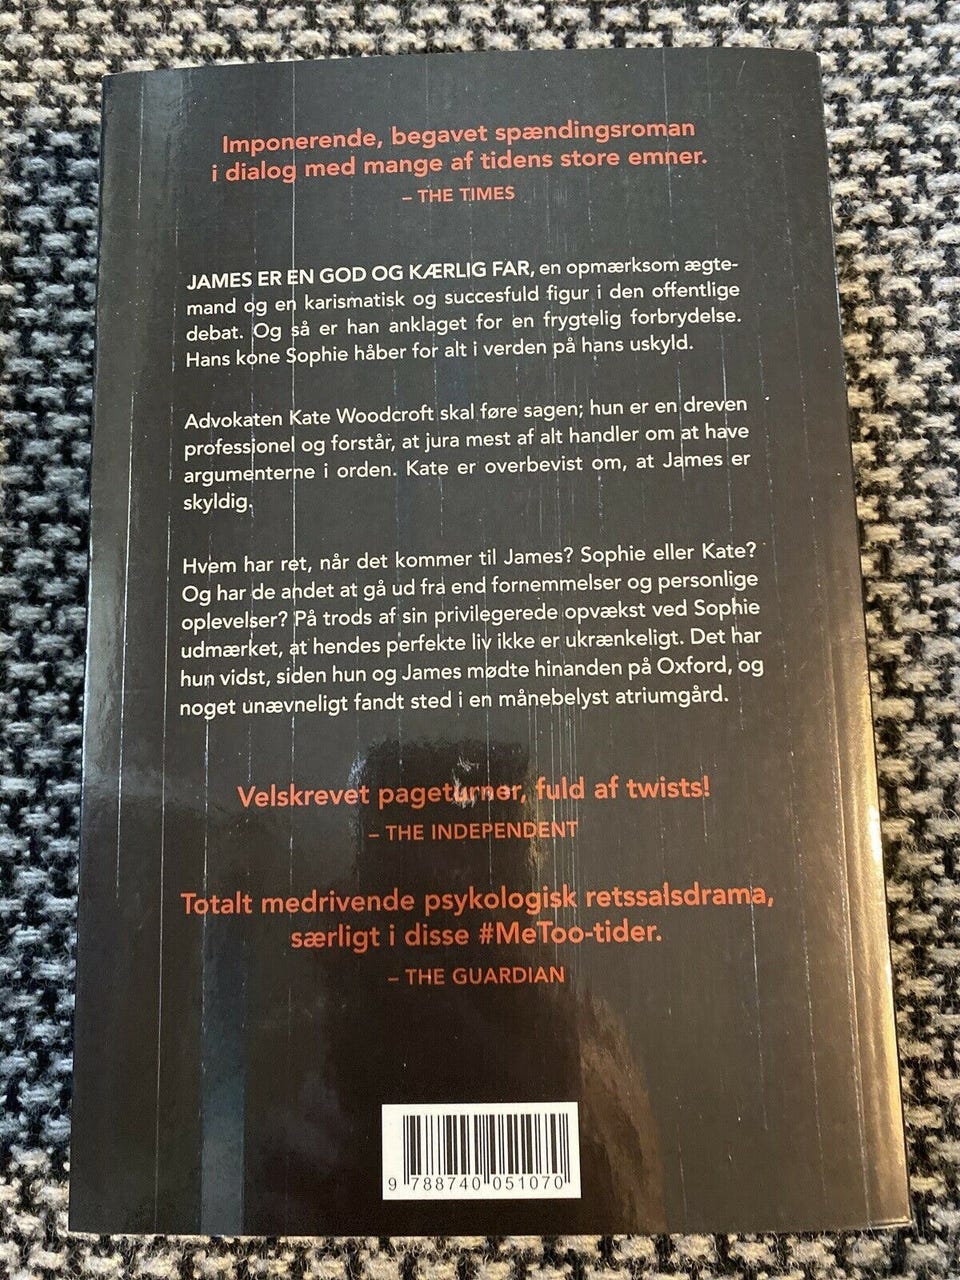 Imponerende, begavet spændingsroman
i dialog med mange af tidens store emner.
– THE TIMES
JAMES ER EN GOD OG KÆRLIG FAR, en opmærksom ægte-
mand og en karismatisk og succesfuld figur i den offentlige
debat. Og så er han anklaget for en frygtelig forbrydelse.
Hans kone Sophie håber for alt i verden på hans uskyld.
Advokaten Kate Woodcroft skal føre sagen; hun er en dreven
professionel og forstår, at jura mest af alt handler om at have
argumenterne i orden. Kate er overbevist om, at James er
skyldig.
Hvem har ret, når det kommer til James? Sophie eller Kate?
Og har de andet at gå ud fra end fornemmelser og personlige
oplevelser? På trods af sin privilegerede opvækst ved Sophie
udmærket, at hendes perfekte liv ikke er ukrænkeligt. Det har
hun vidst, siden hun og James mødte hinanden på Oxford, og
noget unævneligt fandt sted i en månebelyst atriumgård.
Velskrevet pageturner, fuld af twists!
– THE INDEPENDENT
Totalt medrivende psykologisk retssalsdrama,
særligt i disse #MeToo-tider.
– THE GUARDIAN
9 788740 051070